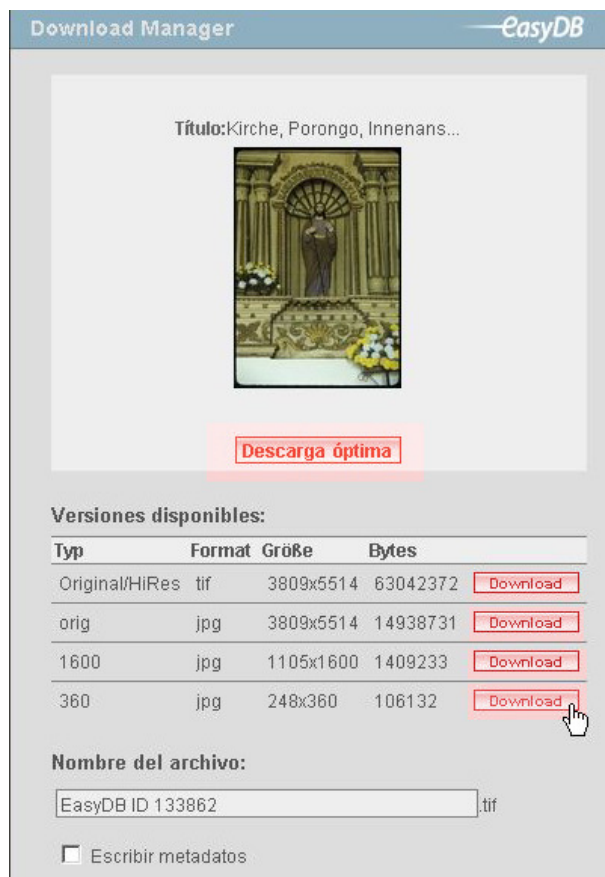 Download Manager easyDB
Título:Kirche, Porongo, Innenans...
Descarga óptima
Versiones disponibles:
Typ Format Größe Bytes
Original/HiRes tif 3809x5514 63042372 Download
orig jpg 3809x5514 14938731 Download
1600 jpg 1105x1600 1409233 Download
360 jpg 248x360 106132 Download
Nombre del archivo:
EasyDB ID 133862 .tif
Escribir metadatos